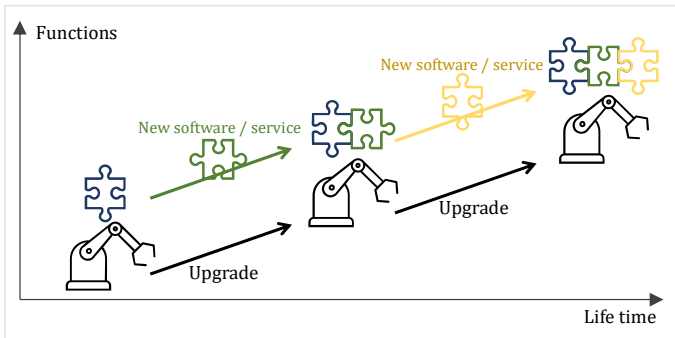 Functions
New software / service
New software / service
Upgrade
Upgrade
Life time